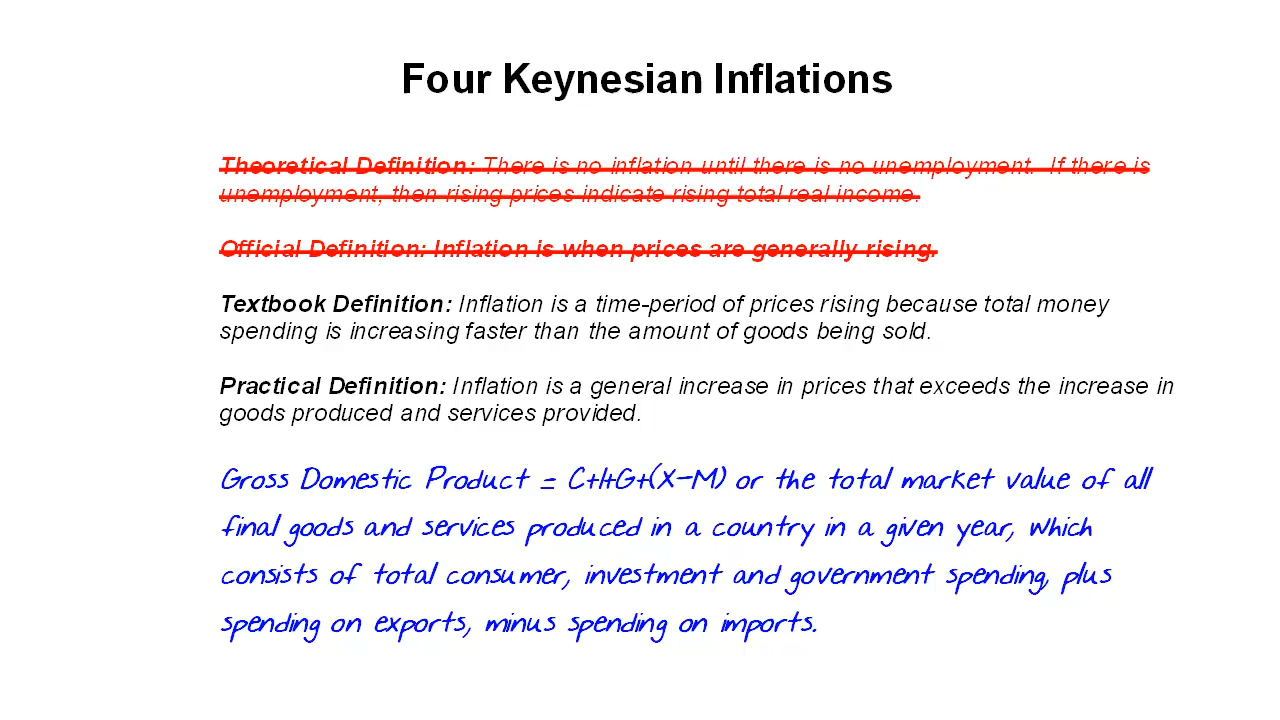 Four Keynesian Inflations
Theoretical Definition: There is no inflation until there is no unemployment. If there is
unemployment, then rising prices indicate rising total real income.
Official Definition: Inflation is when prices are generally rising.
Textbook Definition: Inflation is a time-period of prices rising because total money
spending is increasing faster than the amount of goods being sold.
Practical Definition: Inflation is a general increase in prices that exceeds the increase in
goods produced and services provided.
Gross Domestic Product = C+I+G+(X-M) or the total market value of all
final goods and services produced in a country in a given year, which
consists of total consumer, investment and government spending, plus
spending on exports, minus spending on imports.